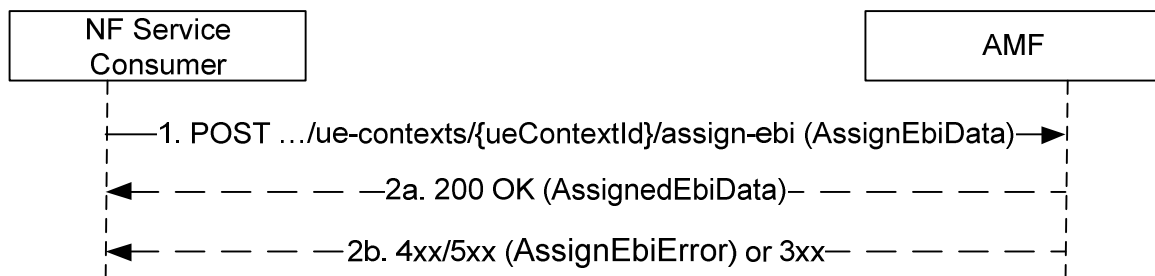 NF Service
Consumer
AMF
1. POST …/ue-contexts/{ueContextId}/assign-ebi (AssignEbiData)
2a. 200 OK (AssignedEbiData)
2b. 4xx/5xx (AssignEbiError) or 3xx